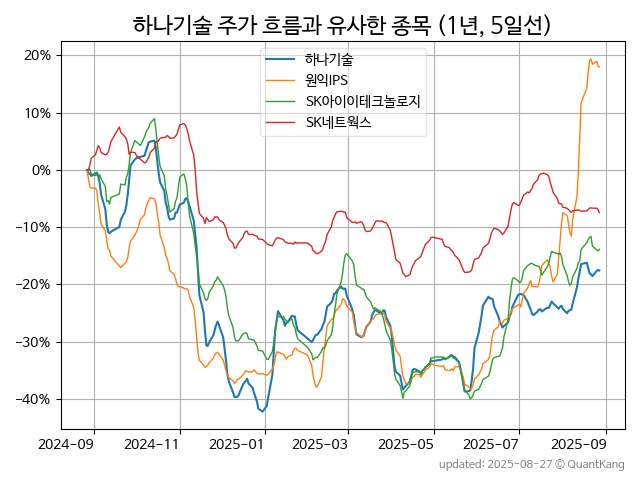 하나기술 주가 흐름과 유사한 종목 (1년, 5일선)
하나기술
원익IPS
SK아이이테크놀로지
SK네트웍스
20%
10%
0%
−10%
−20%
−30%
−40%
2024-09 2024-11 2025-01 2025-03 2025-05 2025-07 2025-09
updated: 2025-08-27 © QuantKang